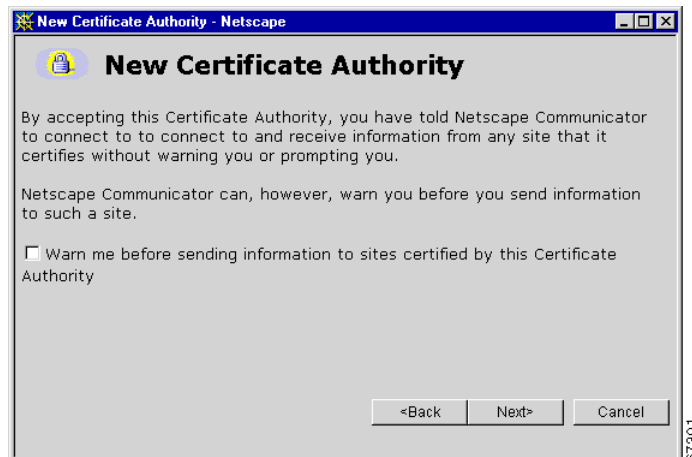 New Certificate Authority - Netscape
New Certificate Authority
By accepting this Certificate Authority, you have told Netscape Communicator
to connect to to connect to and receive information from any site that it
certifies without warning you or prompting you.
Netscape Communicator can, however, warn you before you send information
to such a site.
Warn me before sending information to sites certified by this Certificate
Authority
<Back Next> Cancel
67301